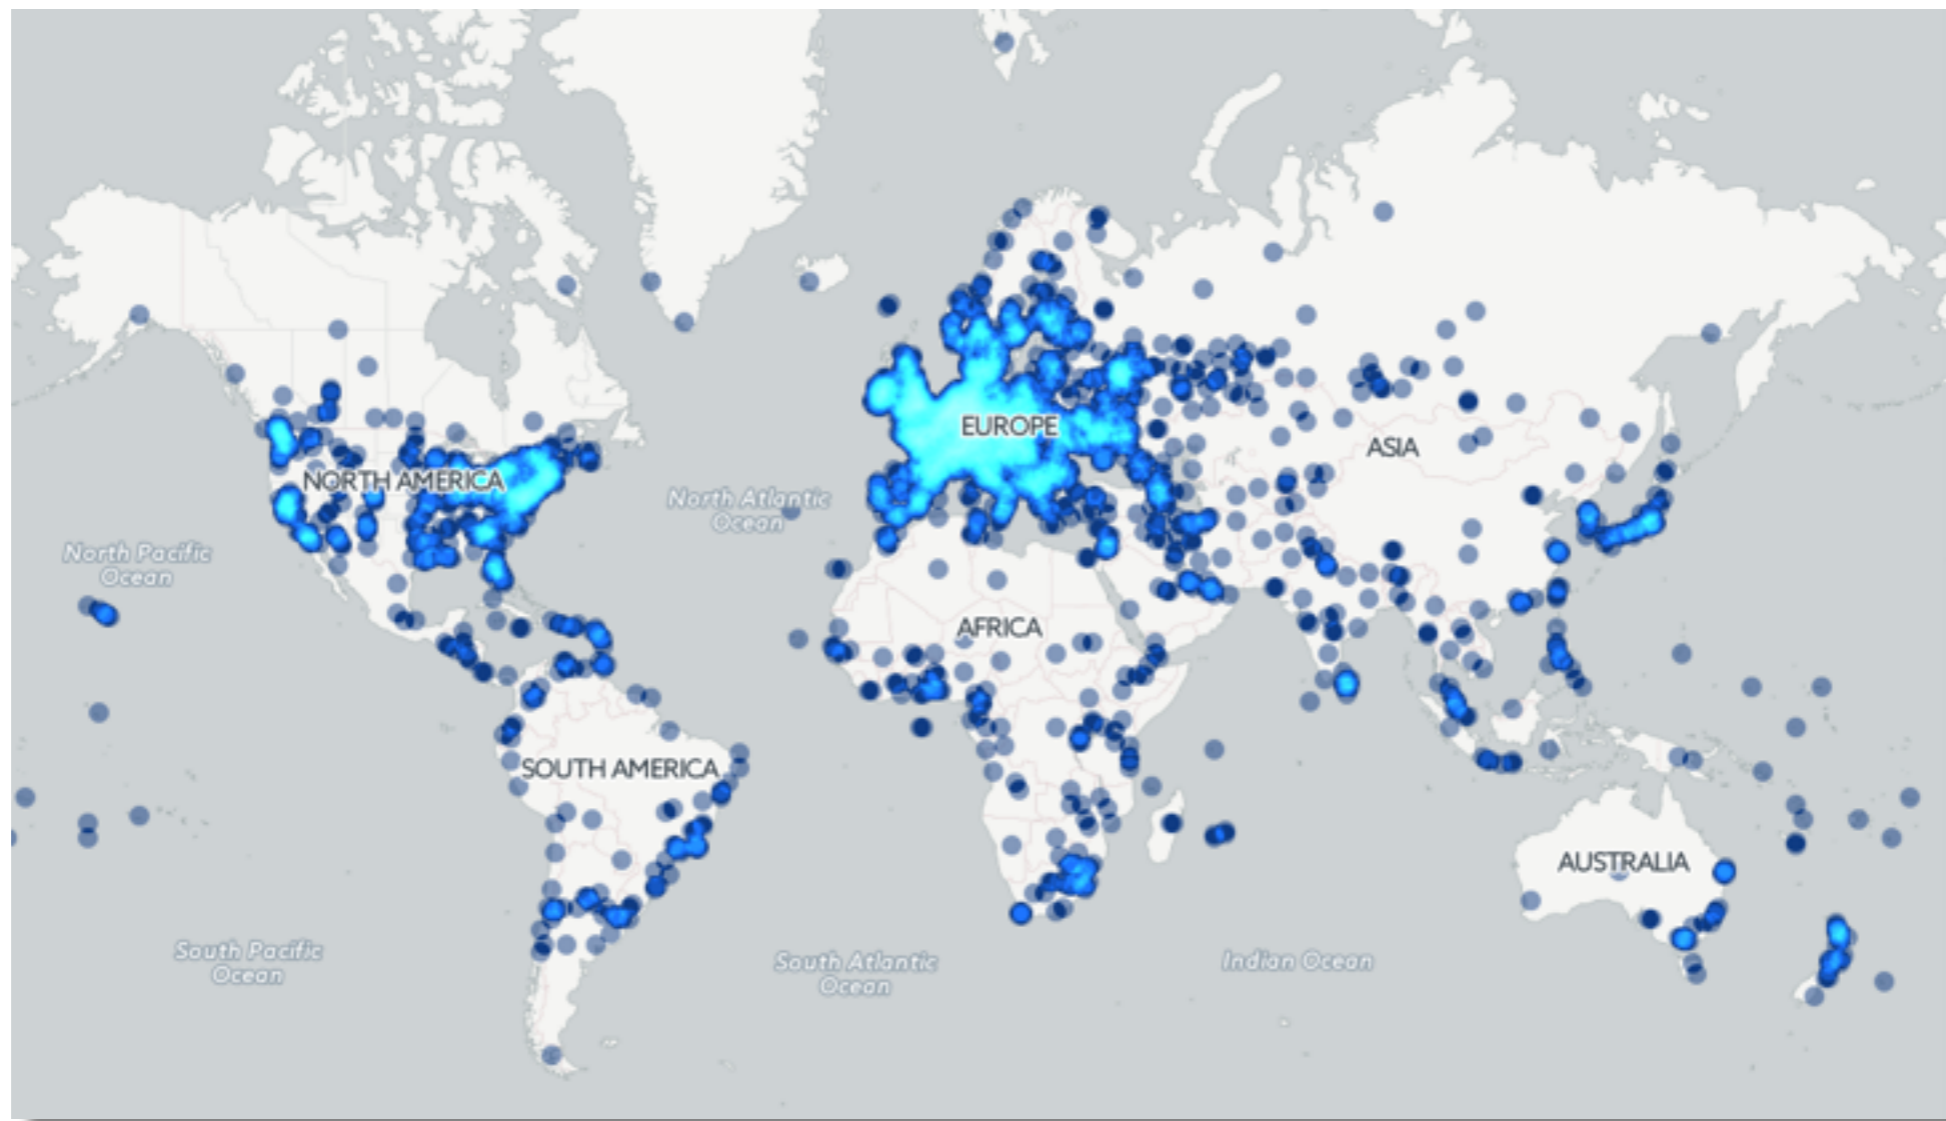 EUROPE
ASIA
NORTH AMERICA
North Atlantic
Ocean
North Pacific
Ocean
AFRICA
SOUTH AMERICA
AUSTRALIA
South Pacific
Ocean
South Atlantic
Ocean
Indian Ocean